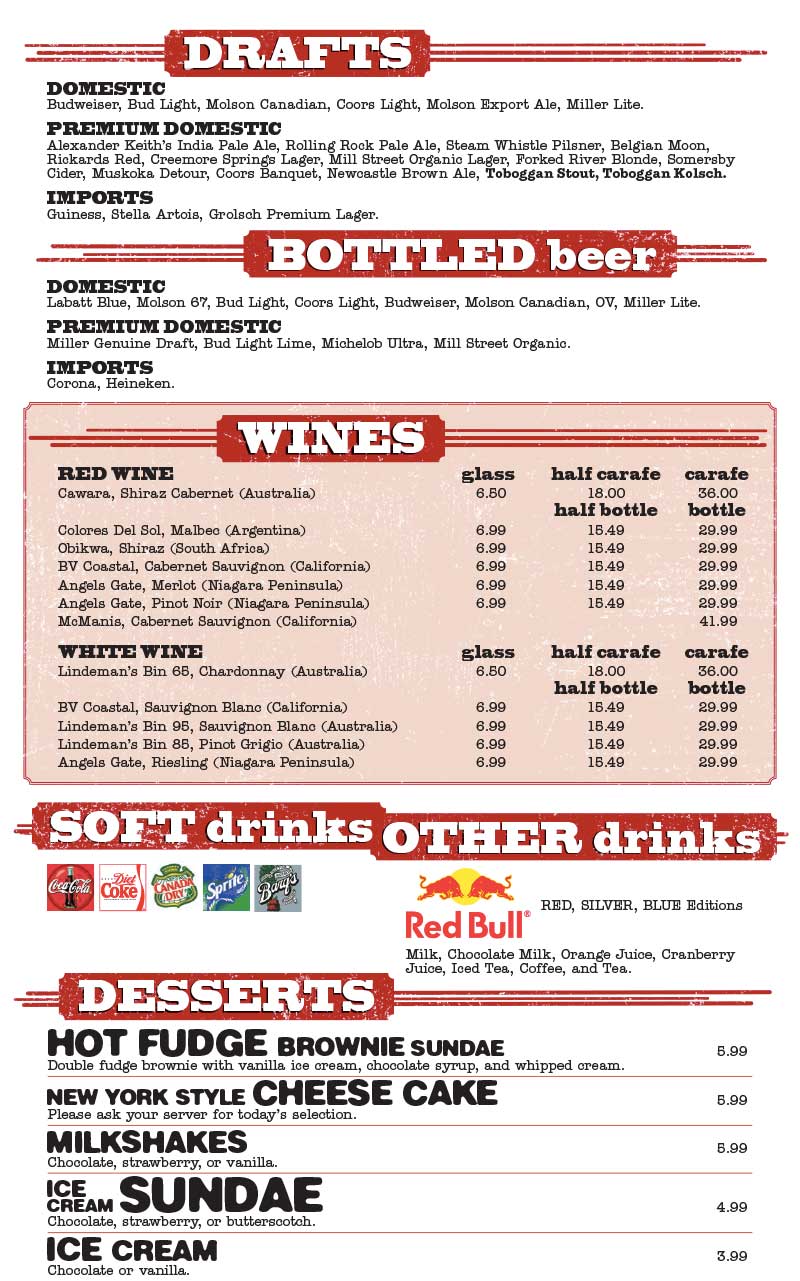 DRAFTS
DOMESTIC
Budweiser, Bud Light, Molson Canadian, Coors Light, Molson Export Ale, Miller Lite.
PREMIUM DOMESTIC
Alexander Keith's India Pale Ale, Rolling Rock Pale Ale, Steam Whistle Pilsner, Belgian Moon,
Rickards Red, Creemore Springs Lager, Mill Street Organic Lager, Forked River Blonde, Somersby
Cider, Muskoka Detour, Coors Banquet, Newcastle Brown Ale, Toboggan Stout, Toboggan Kolsch.
IMPORTS
Guiness, Stella Artois, Grolsch Premium Lager.
BOTTLED beer
DOMESTIC
Labatt Blue, Molson 67, Bud Light, Coors Light, Budweiser, Molson Canadian, OV, Miller Lite.
PREMIUM DOMESTIC
Miller Genuine Draft, Bud Light Lime, Michelob Ultra, Mill Street Organic.
IMPORTS
Corona, Heineken.
WINES
RED WINE glass half carafe carafe
Cawara, Shiraz Cabernet (Australia) 6.50 18.00 36.00
half bottle bottle
Colores Del Sol, Malbec (Argentina) 6.99 15.49 29.99
Obikwa, Shiraz (South Africa) 6.99 15.49 29.99
BV Coastal, Cabernet Sauvignon (California) 6.99 15.49 29.99
Angels Gate, Merlot (Niagara Peninsula) 6.99 15.49 29.99
Angels Gate, Pinot Noir (Niagara Peninsula) 6.99 15.49 29.99
McManis, Cabernet Sauvignon (California) 41.99
WHITE WINE glass half carafe carafe
Lindeman's Bin 65, Chardonnay (Australia) 6.50 18.00 36.00
half bottle bottle
BV Coastal, Sauvignon Blanc (California) 6.99 15.49 29.99
Lindeman's Bin 95, Sauvignon Blanc (Australia) 6.99 15.49 29.99
Lindeman's Bin 85, Pinot Grigio (Australia) 6.99 15.49 29.99
Angels Gate, Riesling (Niagara Peninsula) 6.99 15.49 29.99
SOFT drinks
Coca-Cola Diet Coke CANADA DRY Sprite Barq's
OTHER drinks
Red Bull® RED, SILVER, BLUE Editions
Milk, Chocolate Milk, Orange Juice, Cranberry
Juice, Iced Tea, Coffee, and Tea.
DESSERTS
HOT FUDGE BROWNIE SUNDAE 5.99
Double fudge brownie with vanilla ice cream, chocolate syrup, and whipped cream.
NEW YORK STYLE CHEESE CAKE 5.99
Please ask your server for today's selection.
MILKSHAKES 5.99
Chocolate, strawberry, or vanilla.
ICE CREAM SUNDAE 4.99
Chocolate, strawberry, or butterscotch.
ICE CREAM 3.99
Chocolate or vanilla.